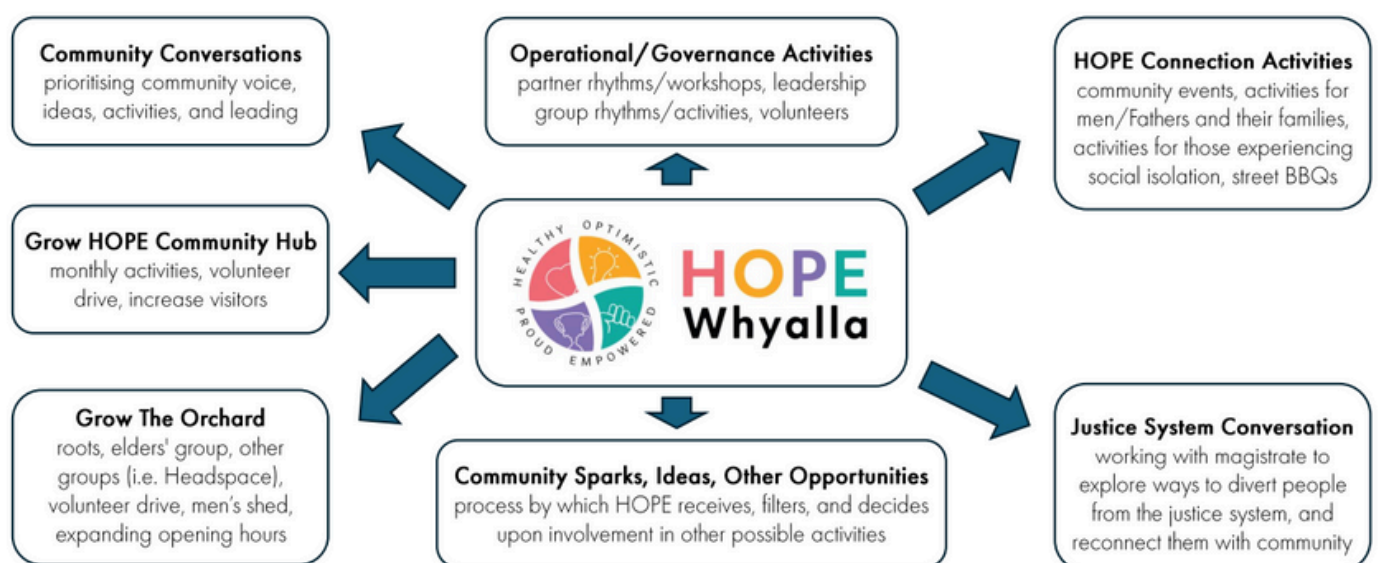 Community Conversations
prioritising community voice,
ideas, activities, and leading
Operational/Governance Activities
partner rhythms/workshops, leadership
group rhythms/activities, volunteers
HOPE Connection Activities
community events, activities for
men/Fathers and their families,
activities for those experiencing
social isolation, street BBQs
Grow HOPE Community Hub
monthly activities, volunteer
drive, increase visitors
HEALTHY OPTIMISTIC
PROUD EMPOWERED
HOPE
Whyalla
Grow The Orchard
roots, elders' group, other
groups (i.e. Headspace),
volunteer drive, men's shed,
expanding opening hours
Community Sparks, Ideas, Other Opportunities
process by which HOPE receives, filters, and decides
upon involvement in other possible activities
Justice System Conversation
working with magistrate to
explore ways to divert people
from the justice system, and
reconnect them with community